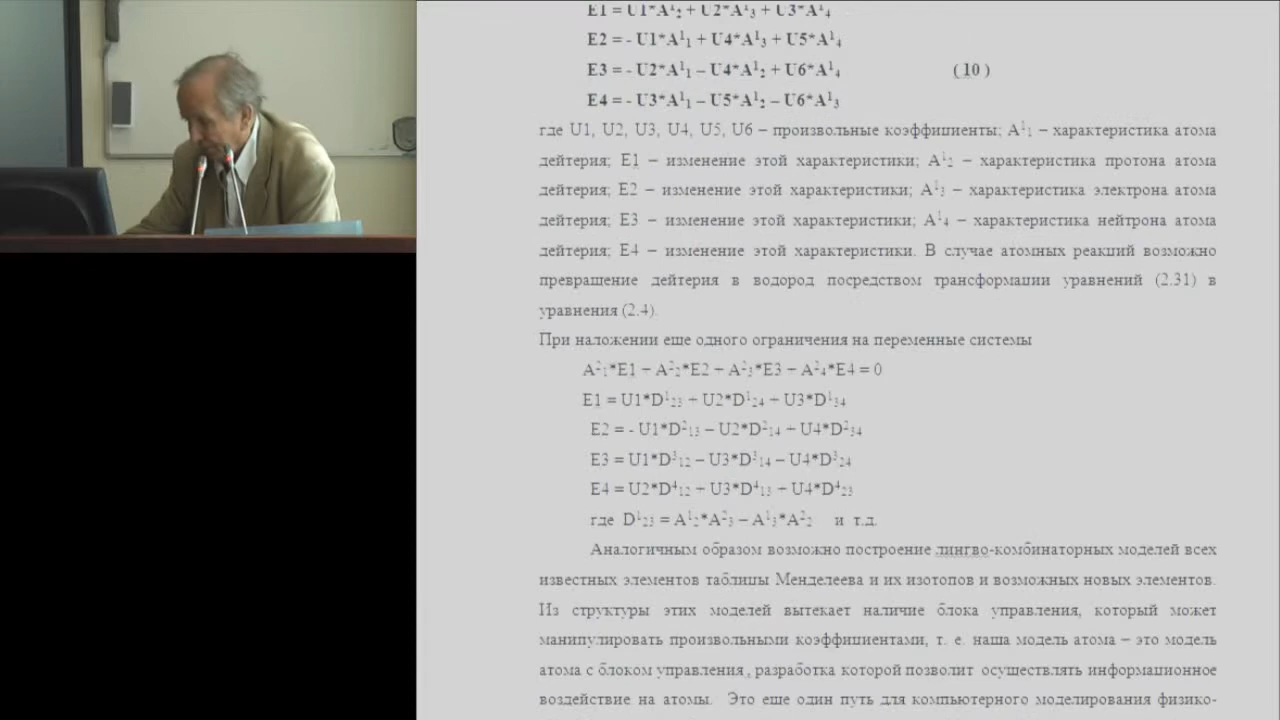 E1 = U1*A¹₂ + U2*A¹₃ + U3*A¹₄
E2 = - U1*A¹₁ + U4*A¹₃ + U5*A¹₄
E3 = - U2*A¹₁ – U4*A¹₂ + U6*A¹₄ ( 10 )
E4 = - U3*A¹₁ – U5*A¹₂ – U6*A¹₃
где U1, U2, U3, U4, U5, U6 – произвольные коэффициенты; A¹₁ – характеристика атома
дейтерия; E1 – изменение этой характеристики; A¹₂ – характеристика протона атома
дейтерия; E2 – изменение этой характеристики; A¹₃ – характеристика электрона атома
дейтерия; E3 – изменение этой характеристики; A¹₄ – характеристика нейтрона атома
дейтерия; E4 – изменение этой характеристики. В случае атомных реакций возможно
превращение дейтерия в водород посредством трансформации уравнений (2.31) в
уравнения (2.4).
При наложении еще одного ограничения на переменные системы
A²₁*E1 + A²₂*E2 + A²₃*E3 + A²₄*E4 = 0
E1 = U1*D¹₂₃ + U2*D¹₂₄ + U3*D¹₃₄
E2 = - U1*D²₁₃ – U2*D²₁₄ + U4*D²₃₄
E3 = U1*D³₁₂ – U3*D³₁₄ – U4*D³₂₄
E4 = U2*D⁴₁₂ + U3*D⁴₁₃ + U4*D⁴₂₃
где D¹₂₃ = A¹₂*A²₃ – A¹₃*A²₂ и т.д.
Аналогичным образом возможно построение лингво-комбинаторных моделей всех
известных элементов таблицы Менделеева и их изотопов и возможных новых элементов.
Из структуры этих моделей вытекает наличие блока управления, который может
манипулировать произвольными коэффициентами, т. е. наша модель атома – это модель
атома с блоком управления, разработка которой позволит осуществлять информационное
воздействие на атомы. Это еще один путь для компьютерного моделирования физико-